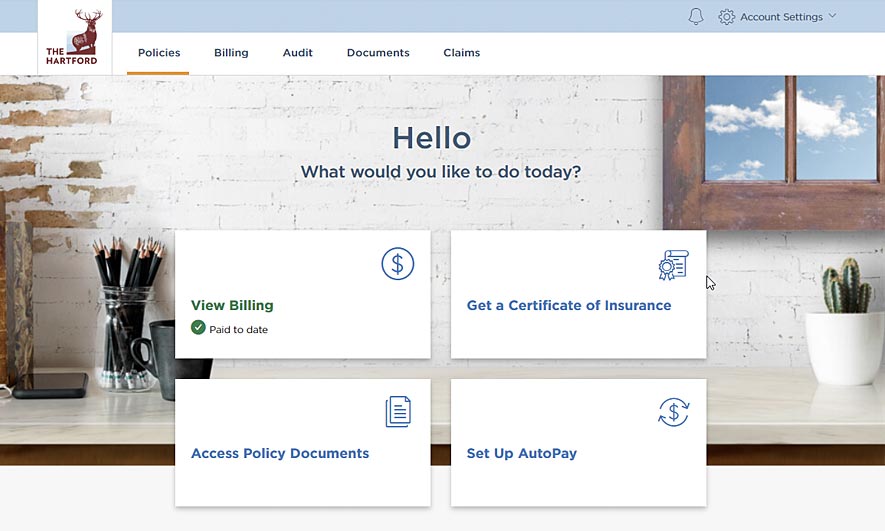 Account Settings
THE
HARTFORD
Policies
Billing
Audit
Documents
Claims
Hello
What would you like to do today?
View Billing
Paid to date
Get a Certificate of Insurance
Access Policy Documents
Set Up AutoPay